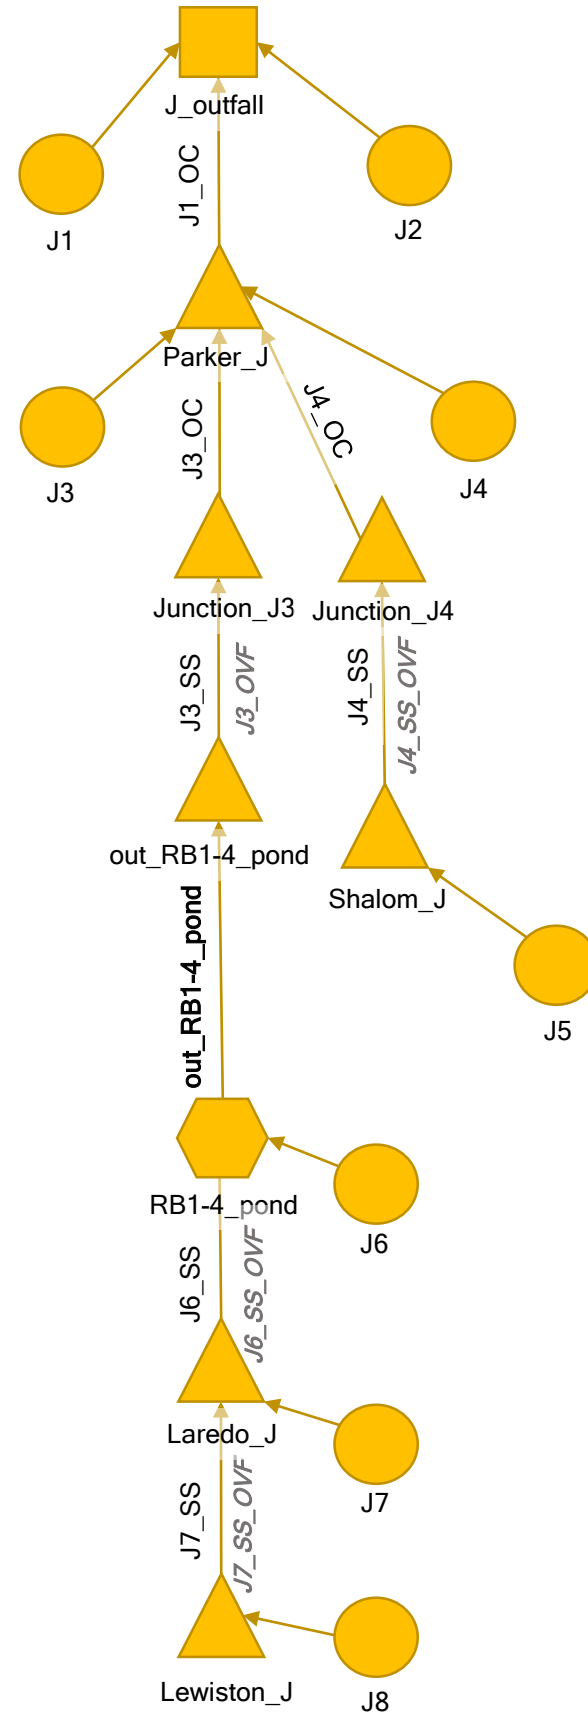 J_outfall
J1_OC
J1
J2
Parker_J
J3_OC
J4_OC
J3
J4
Junction_J3
Junction_J4
J3_SS
J3_OVF
J4_SS
J4_SS_OVF
out_RB1-4_pond
Shalom_J
out_RB1-4_pond
J5
RB1-4_pond
J6
J6_SS
J6_SS_OVF
Laredo_J
J7
J7_SS
J7_SS_OVF
Lewiston_J
J8